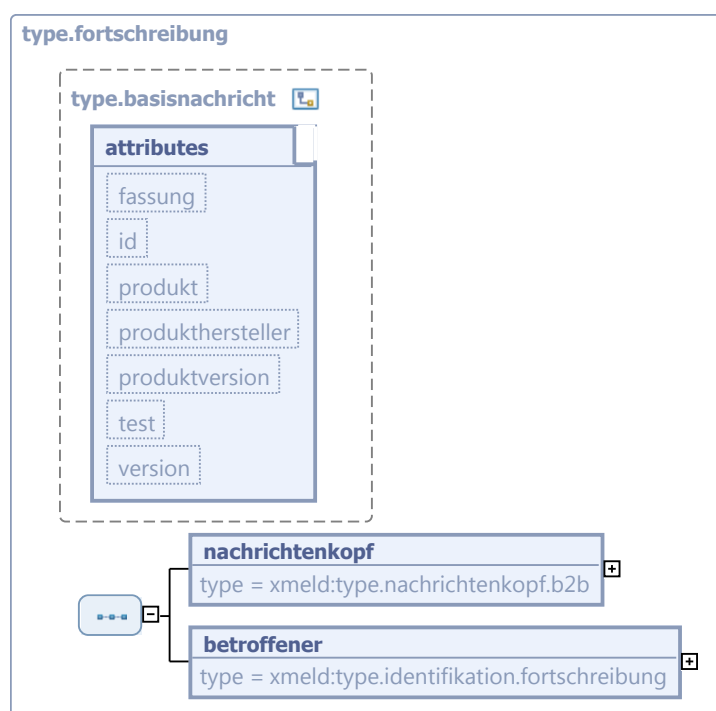 type.fortschreibung
type.basisnachricht
attributes
fassung
id
produkt
produkthersteller
produktversion
test
version
nachrichtenkopf
type = xmeld:type.nachrichtenkopf.b2b
betroffener
type = xmeld:type.identifikation.fortschreibung